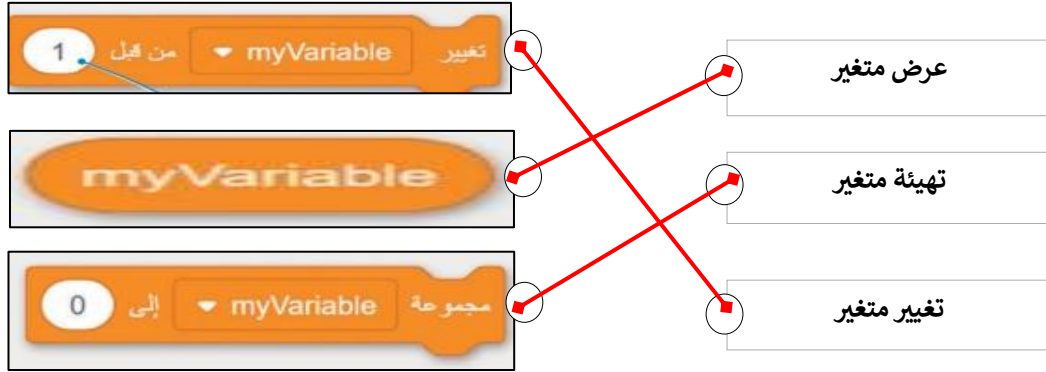 تغيير myVariable من قبل 1
عرض متغير
myVariable
تهيئة متغير
مجموعة myVariable إلى 0
تغيير متغير